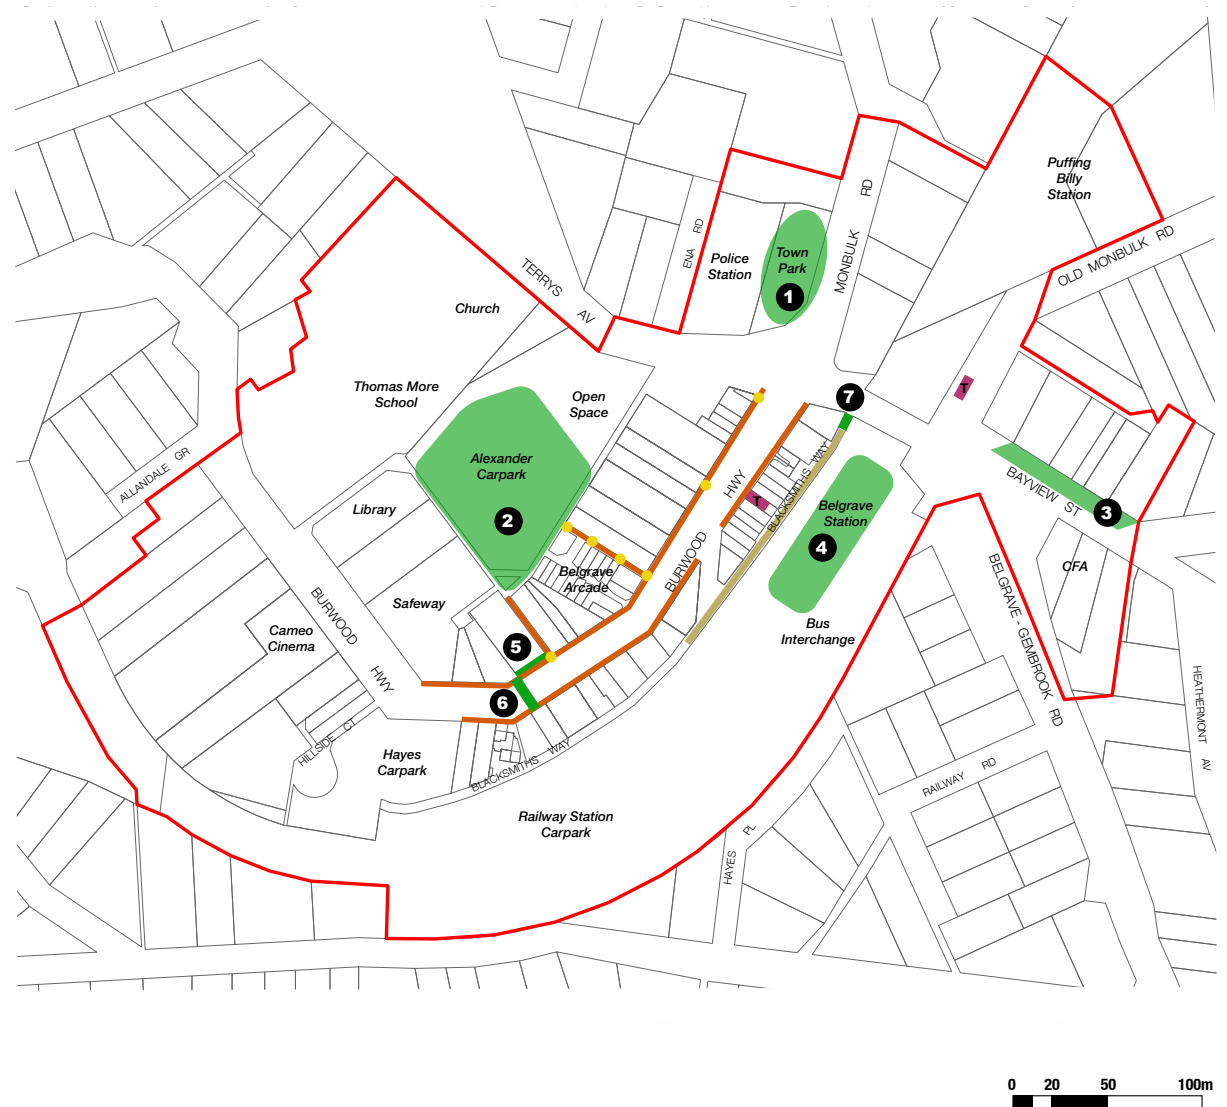 Puffing
Billy
Station
RD
ENA RD
Police
Station
Town
Park
1
MONBULK
OLD MONBULK RD
TERRYS AV
Church
Thomas More
School
Open
Space
7
T
ALLANDALE GR
Alexander
Carpark
2
Library
HWY
T
BLACKSMITHS WAY
Belgrave
Station
4
BAYVIEW ST
3
BURWOOD
Belgrave
Arcade
CFA
Safeway
BURWOOD
HWY
Cameo
Cinema
5
6
Bus
Interchange
BELGRAVE - GEMBROOK RD
HEATHERMONT AV
HILLSIDE CT
Hayes
Carpark
BLACKSMITHS WAY
RAILWAY RD
Railway Station
Carpark
HAYES PL
0 20 50 100m